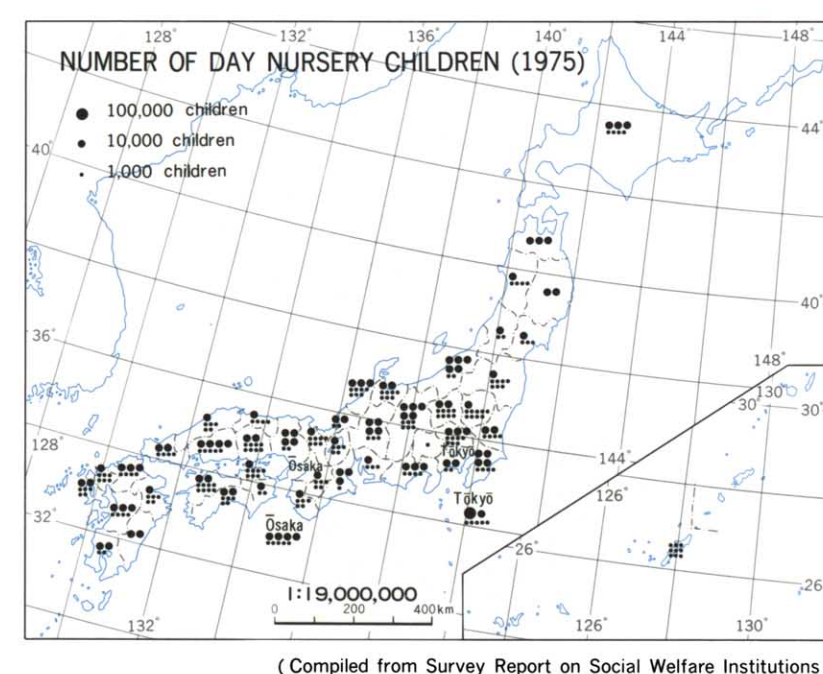 128° 132° 136° 140° 144° 148°
NUMBER OF DAY NURSERY CHILDREN (1975)
100,000 children
10,000 children
1,000 children
44°
40°
40°
36°
148°
130°
30°
30°
128°
144°
126°
Ōsaka
Tōkyō
Tōkyō
Ōsaka
32°
26°
26°
1:19,000,000
0 200 400km
132°
126°
130°
(Compiled from Survey Report on Social Welfare Institutions